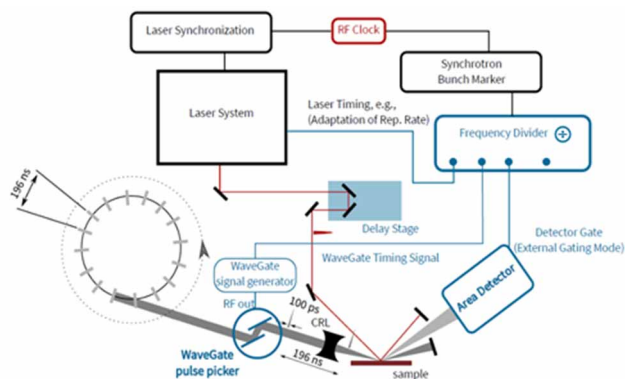 Laser Synchronization
RF Clock
Synchrotron
Bunch Marker
Laser System
Laser Timing, e.g.,
(Adaptation of Rep. Rate)
Frequency Divider
196 ns
Delay Stage
WaveGate Timing Signal
Detector Gate
(External Gating Mode)
WaveGate
signal generator
RF out
100 ps
CRL
Area Detector
WaveGate
pulse picker
196 ns
sample